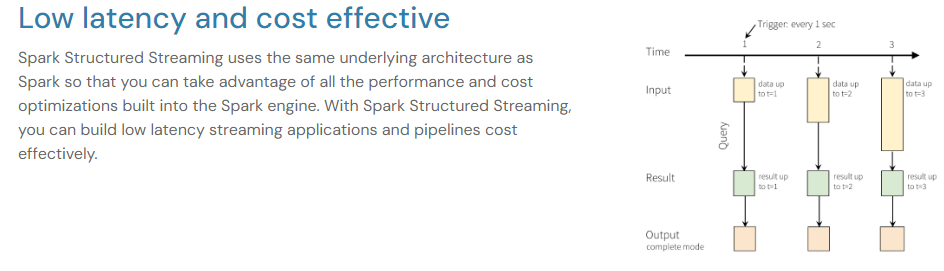 Low latency and cost effective
Spark Structured Streaming uses the same underlying architecture as
Spark so that you can take advantage of all the performance and cost
optimizations built into the Spark engine. With Spark Structured Streaming,
you can build low latency streaming applications and pipelines cost
effectively.
Trigger: every 1 sec
1 2 3
Time
Input
data up
to t=1
data up
to t=2
data up
to t=3
Query
Result
result up
to t=1
result up
to t=2
result up
to t=3
Output
complete mode